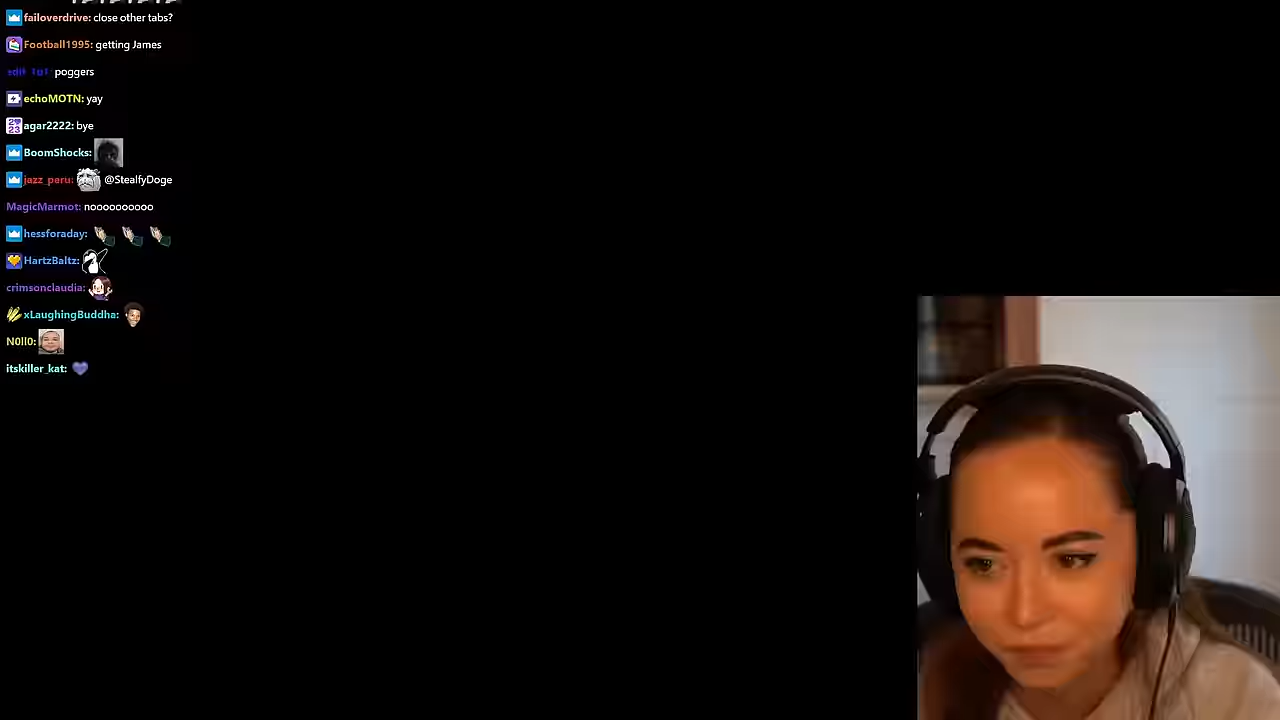 failoverdrive: close other tabs?
Football1995: getting James
poggers
echoMOTN: yay
agar2222: bye
BoomShocks:
jazz_peru: @StealfyDoge
MagicMarmot: noooooooooo
hessforaday:
HartzBaltz:
crimsonclaudia:
xLaughingBuddha:
N0ll0:
itskiller_kat: